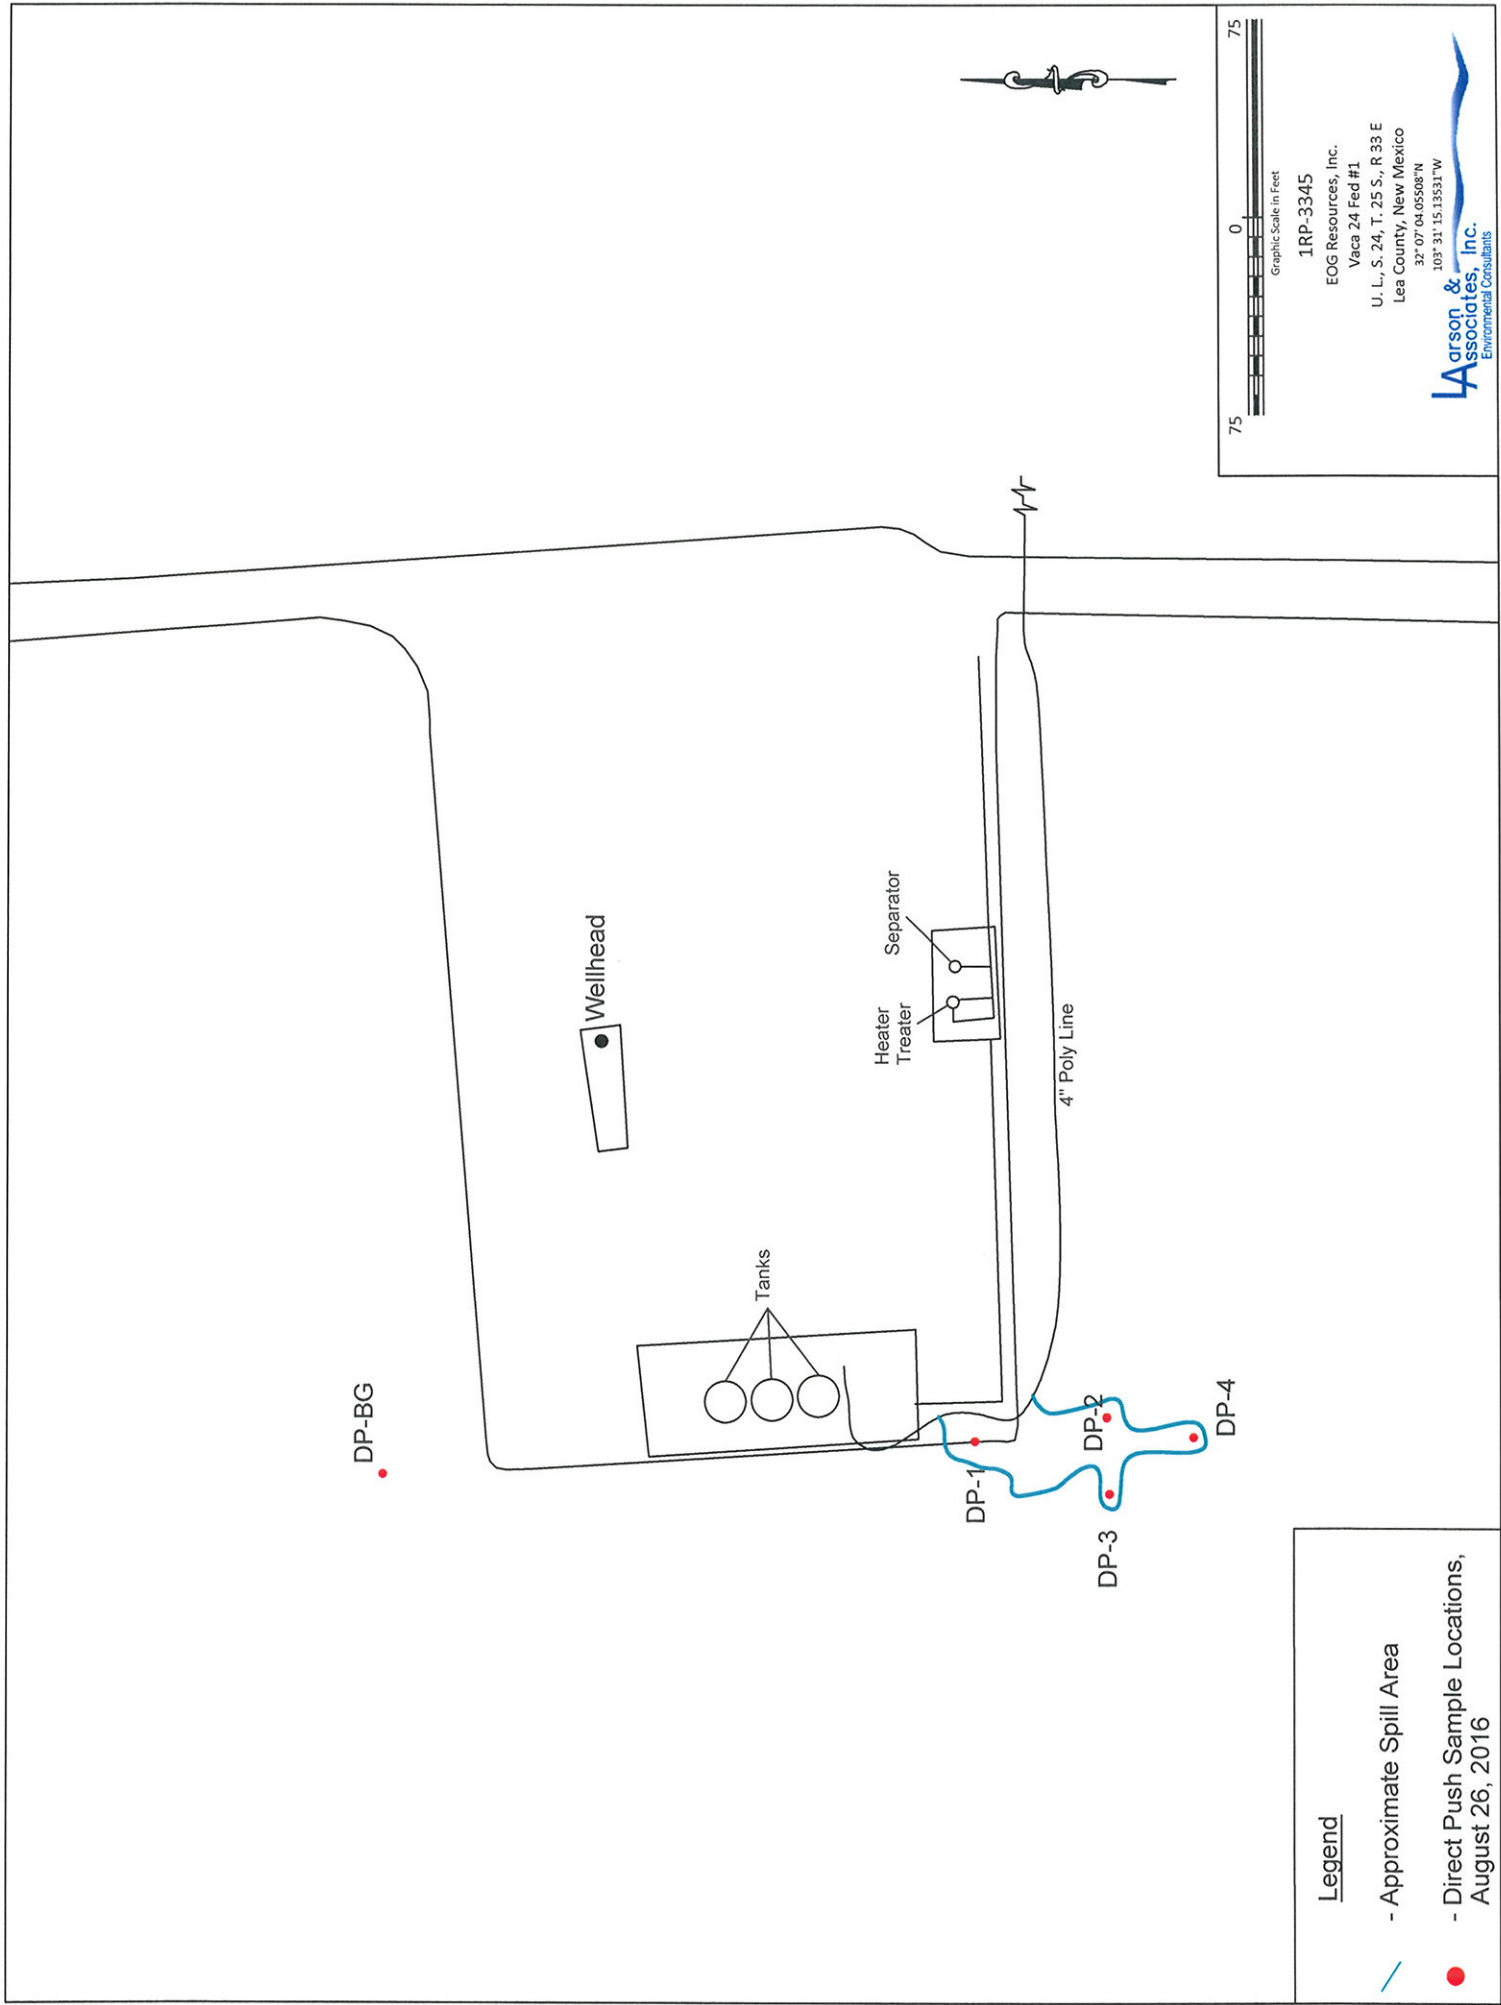 DP-BG
Wellhead
Tanks
Separator
Heater
Treater
4" Poly Line
DP-1
DP-2
DP-3
DP-4
Legend
- Approximate Spill Area
- Direct Push Sample Locations,
August 26, 2016
75 0 75
Graphic Scale in Feet
1RP-3345
EOG Resources, Inc.
Vaca 24 Fed #1
U. L., S. 24, T. 25 S., R 33 E
Lea County, New Mexico
32° 07' 04.05508"N
103° 31' 15.13531"W
Larson &
Associates, Inc.
Environmental Consultants